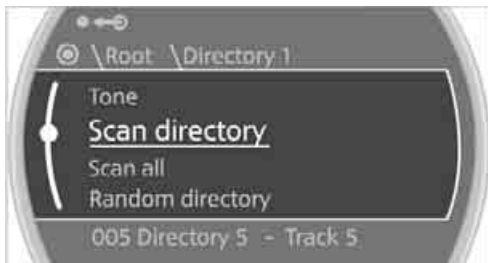 \Root \Directory 1
Tone
Scan directory
Scan all
Random directory
005 Directory 5 - Track 5